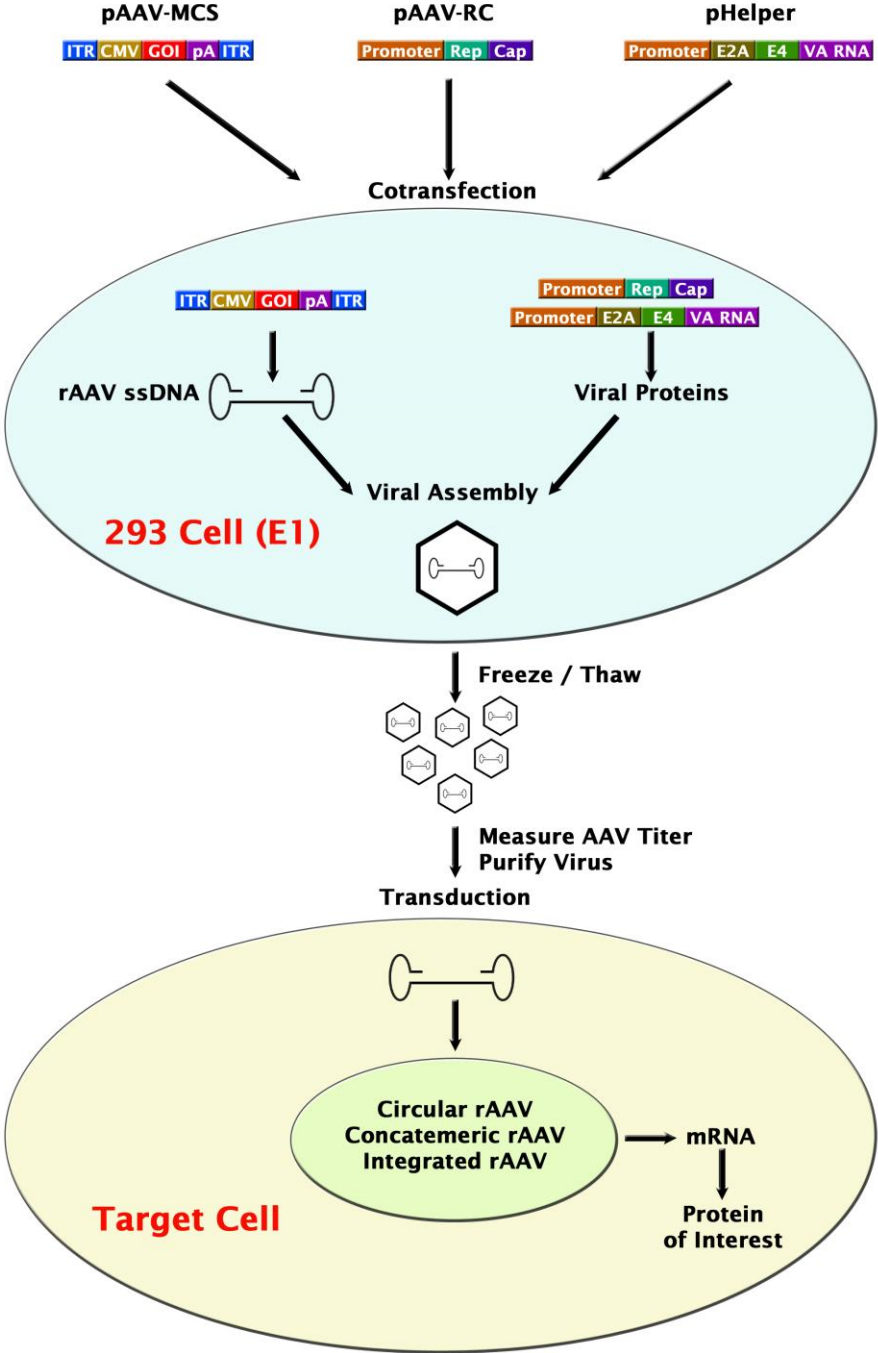 pAAV-MCS
pAAV-RC
pHelper
ITR CMV GOI pA ITR
Promoter Rep Cap
Promoter E2A E4 VA RNA
Cotransfection
ITR CMV GOI pA ITR
Promoter Rep Cap
Promoter E2A E4 VA RNA
rAAV ssDNA
Viral Proteins
Viral Assembly
293 Cell (E1)
Freeze / Thaw
Measure AAV Titer
Purify Virus
Transduction
Circular rAAV
Concatemeric rAAV
Integrated rAAV
mRNA
Protein
of Interest
Target Cell